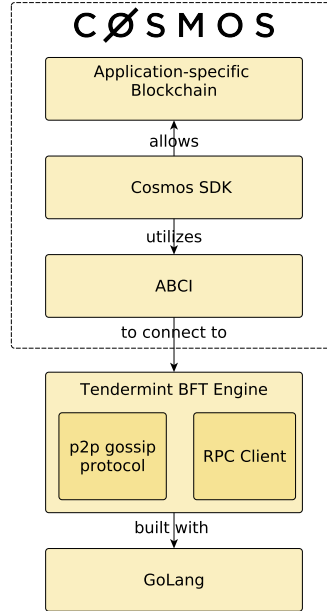 COSMOS
Application-specific
Blockchain
allows
Cosmos SDK
utilizes
ABCI
to connect to
Tendermint BFT Engine
p2p gossip
protocol
RPC Client
built with
GoLang